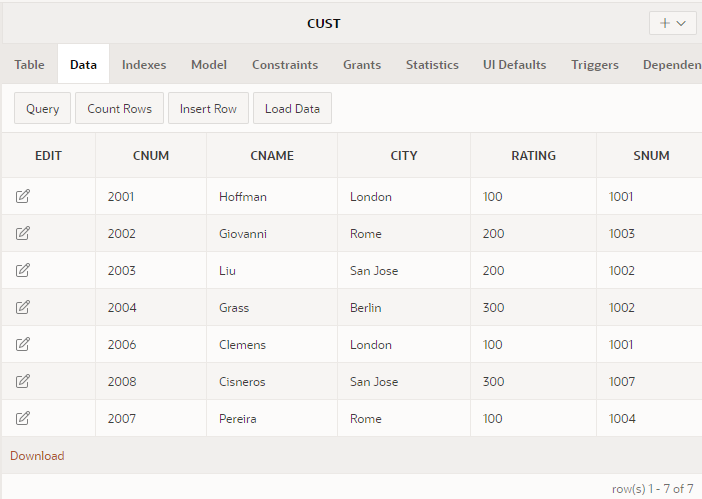 CUST
Table Data Indexes Model Constraints Grants Statistics UI Defaults Triggers Dependen
Query Count Rows Insert Row Load Data
EDIT CNUM CNAME CITY RATING SNUM
2001 Hoffman London 100 1001
2002 Giovanni Rome 200 1003
2003 Liu San Jose 200 1002
2004 Grass Berlin 300 1002
2006 Clemens London 100 1001
2008 Cisneros San Jose 300 1007
2007 Pereira Rome 100 1004
Download
row(s) 1 - 7 of 7